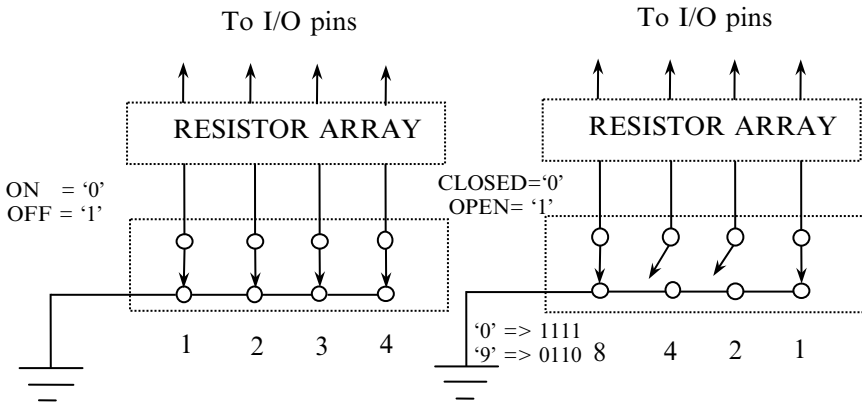 To I/O pins
RESISTOR ARRAY
ON = ‘0’
OFF = ‘1’
1 2 3 4
To I/O pins
RESISTOR ARRAY
CLOSED=‘0’
OPEN= ‘1’
‘0’ => 1111
‘9’ => 0110
8 4 2 1